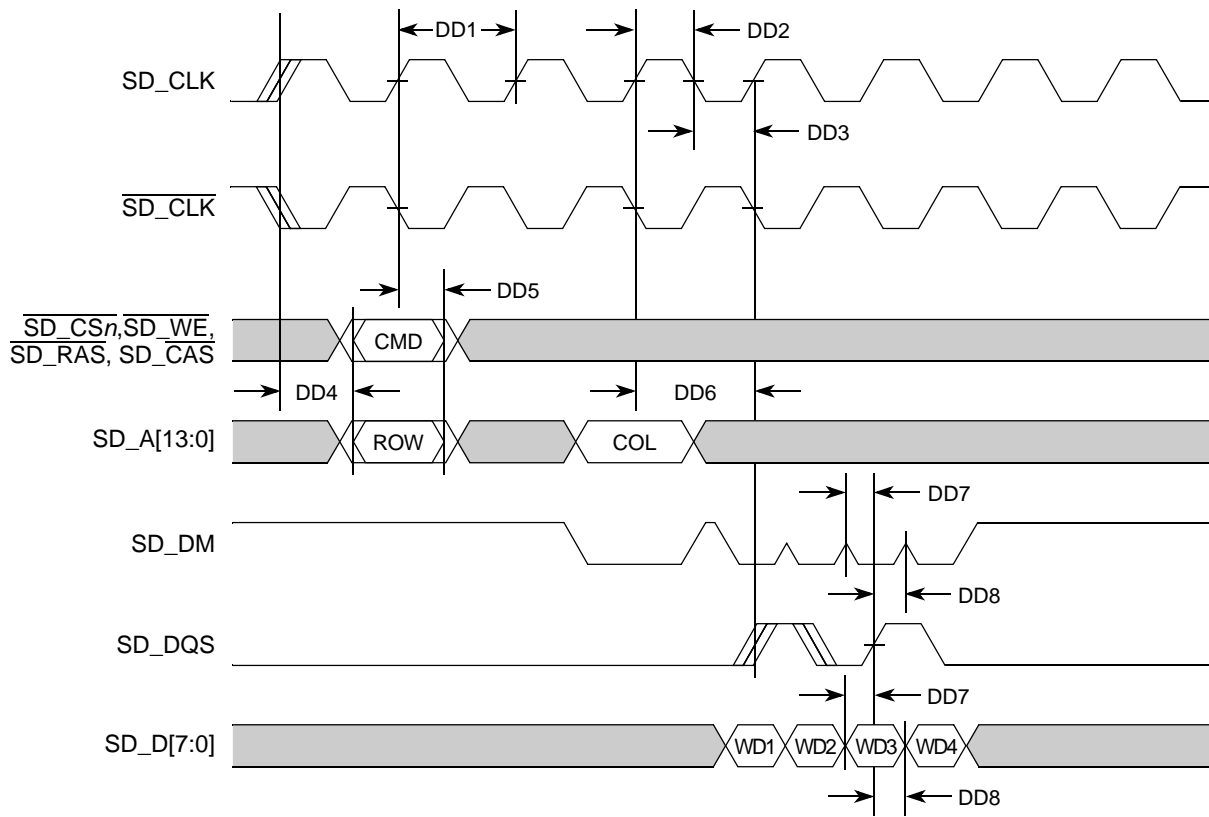 DD1
DD2
SD_CLK
DD3
SD_CLK
DD5
SD_CSn,SD_WE,
SD_RAS, SD_CAS
CMD
DD4
DD6
SD_A[13:0]
ROW
COL
DD7
SD_DM
DD8
SD_DQS
DD7
SD_D[7:0]
WD1
WD2
WD3
WD4
DD8